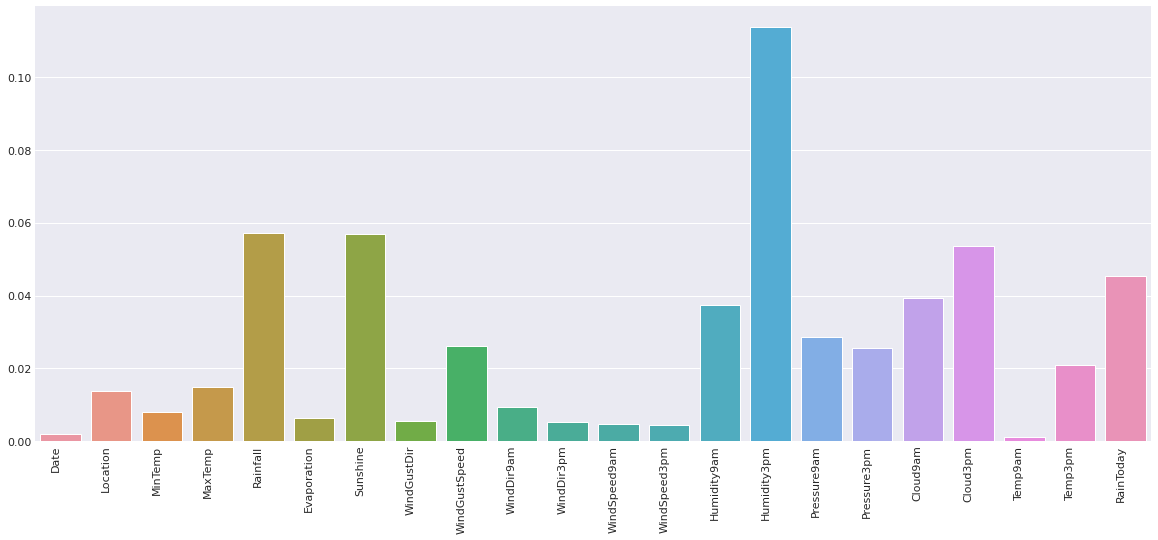 0.10
0.08
0.06
0.04
0.02
0.00
Date
Location
MinTemp
MaxTemp
Rainfall
Evaporation
Sunshine
WindGustDir
WindGustSpeed
WindDir9am
WindDir3pm
WindSpeed9am
WindSpeed3pm
Humidity9am
Humidity3pm
Pressure9am
Pressure3pm
Cloud9am
Cloud3pm
Temp9am
Temp3pm
RainToday